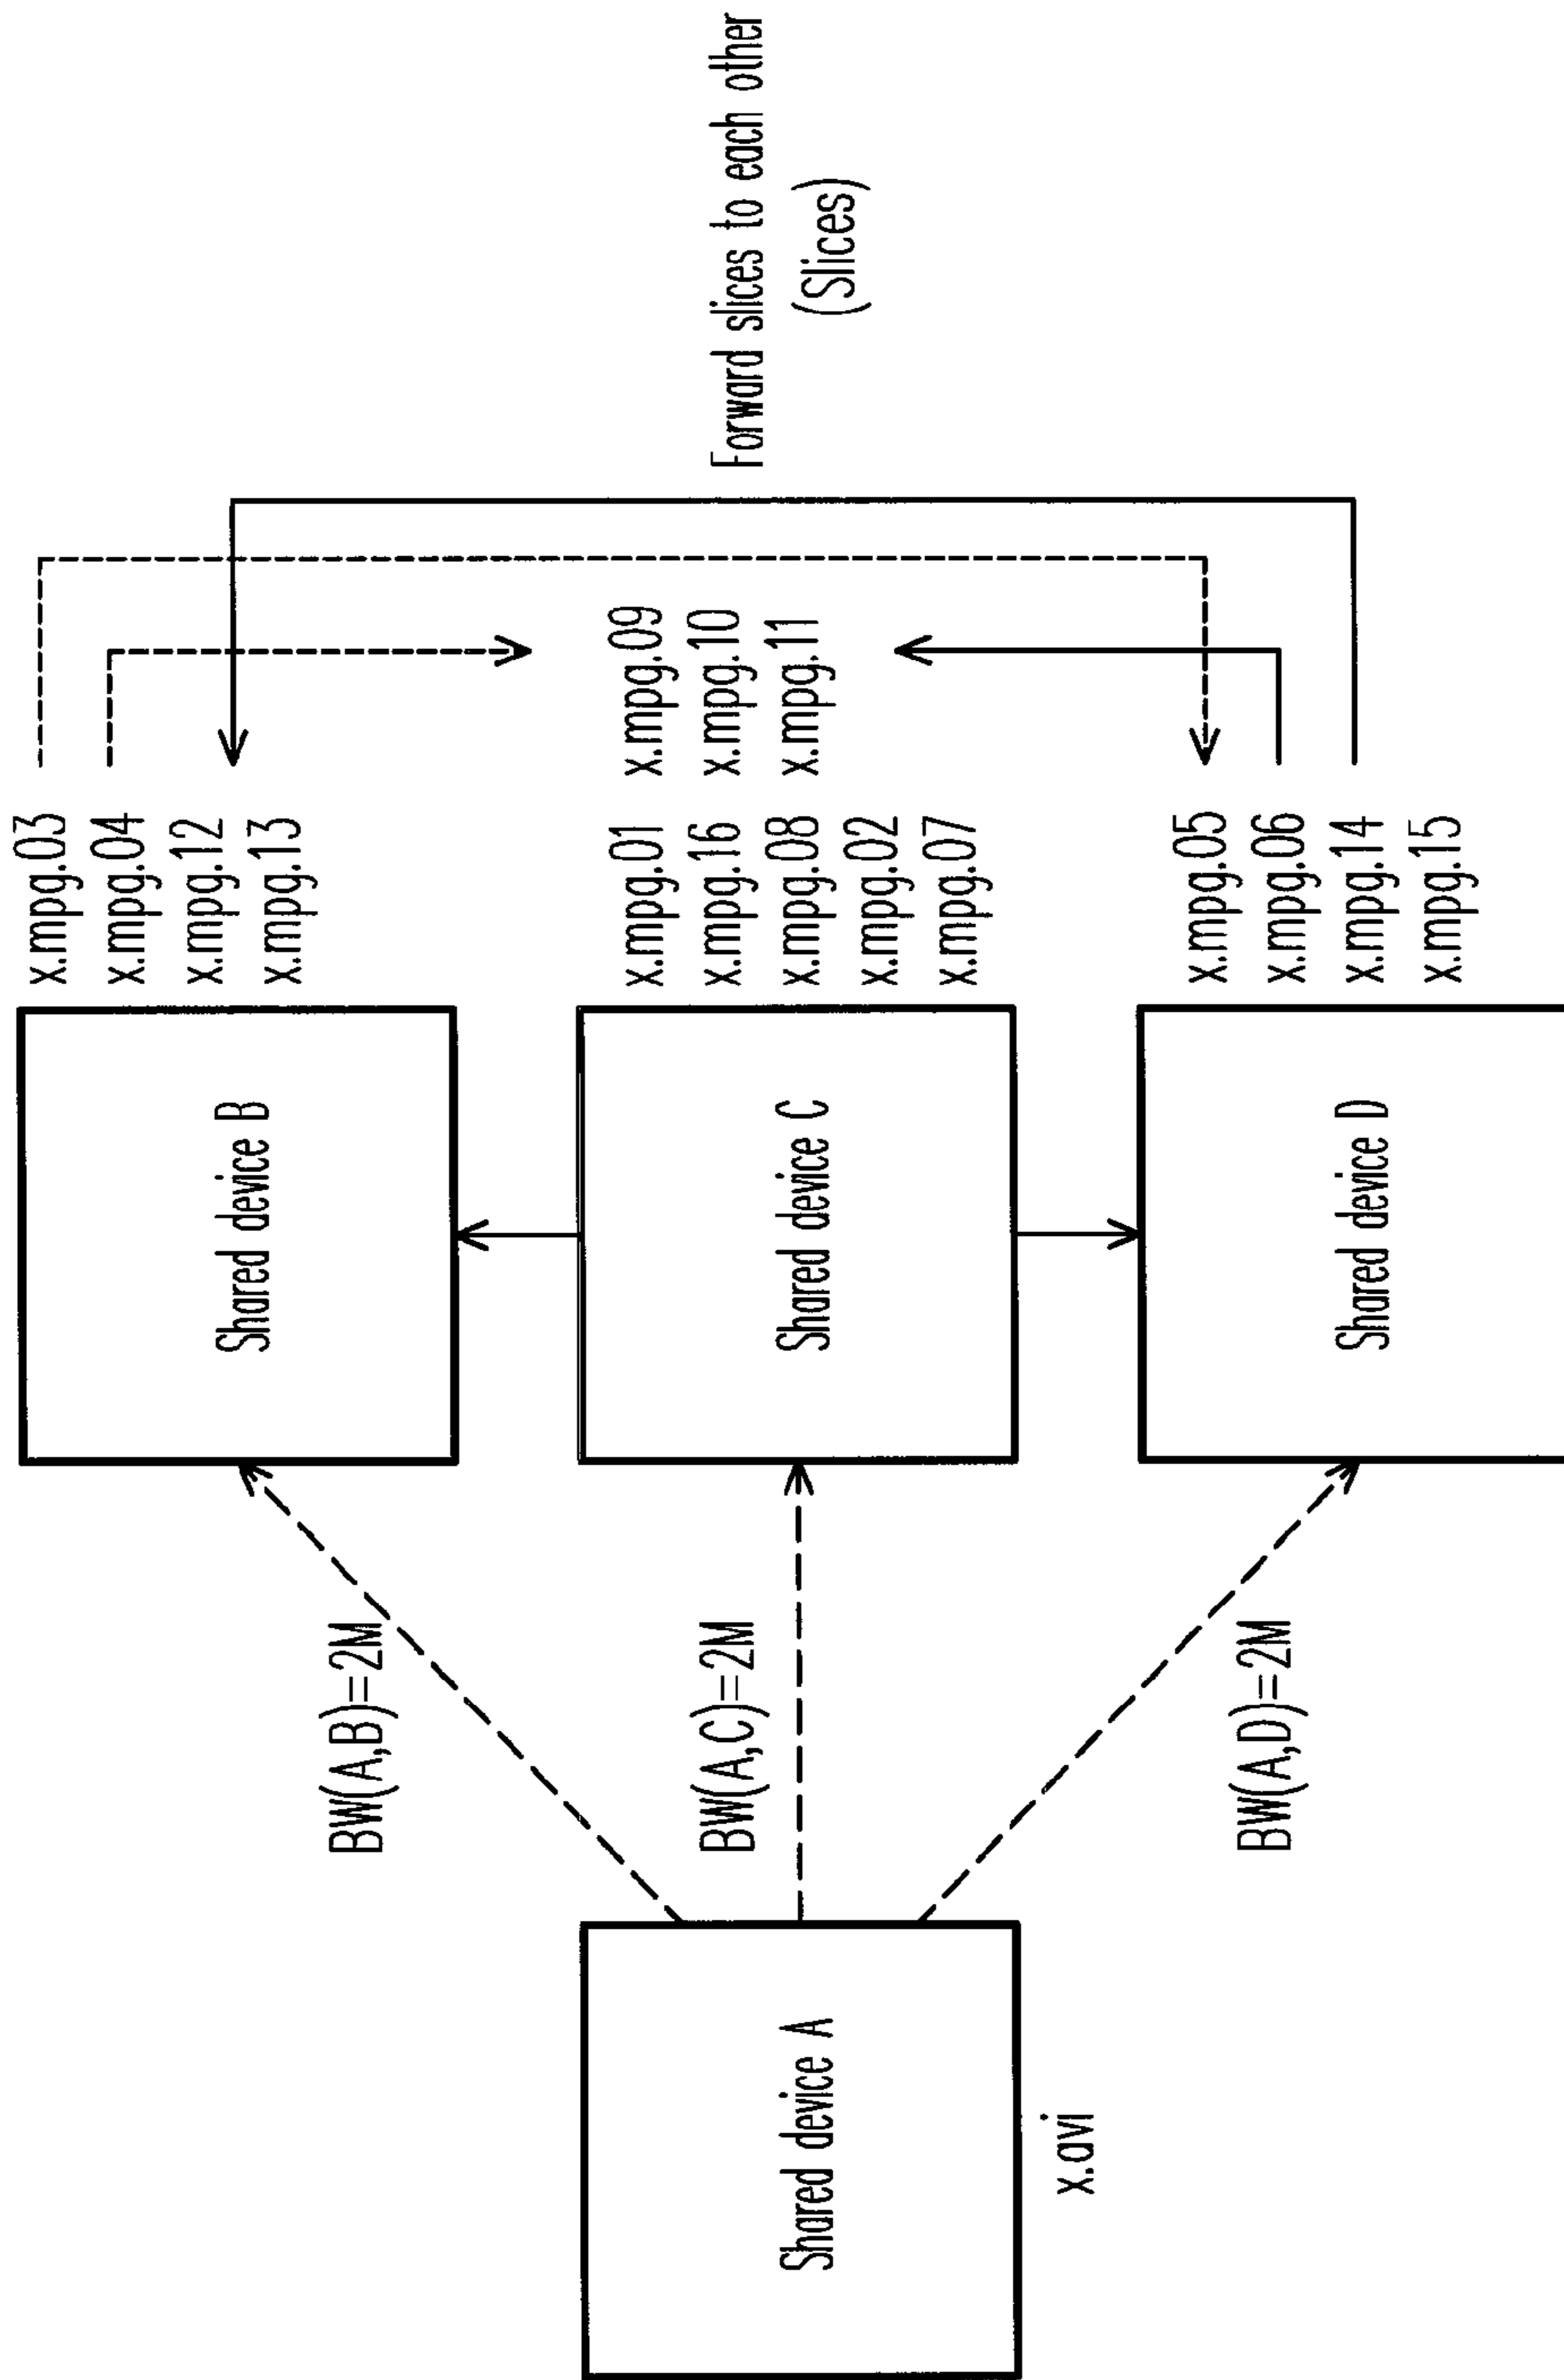 Shared device A
x.avi
BW(A,B)=2M
BW(A,C)=2M
BW(A,D)=2M
Shared device B
Shared device C
Shared device D
x.mpg.03
x.mpg.04
x.mpg.12
x.mpg.13
x.mpg.01
x.mpg.16
x.mpg.08
x.mpg.02
x.mpg.07
x.mpg.09
x.mpg.10
x.mpg.11
x.mpg.05
x.mpg.06
x.mpg.14
x.mpg.15
Forward slices to each other
(Slices)